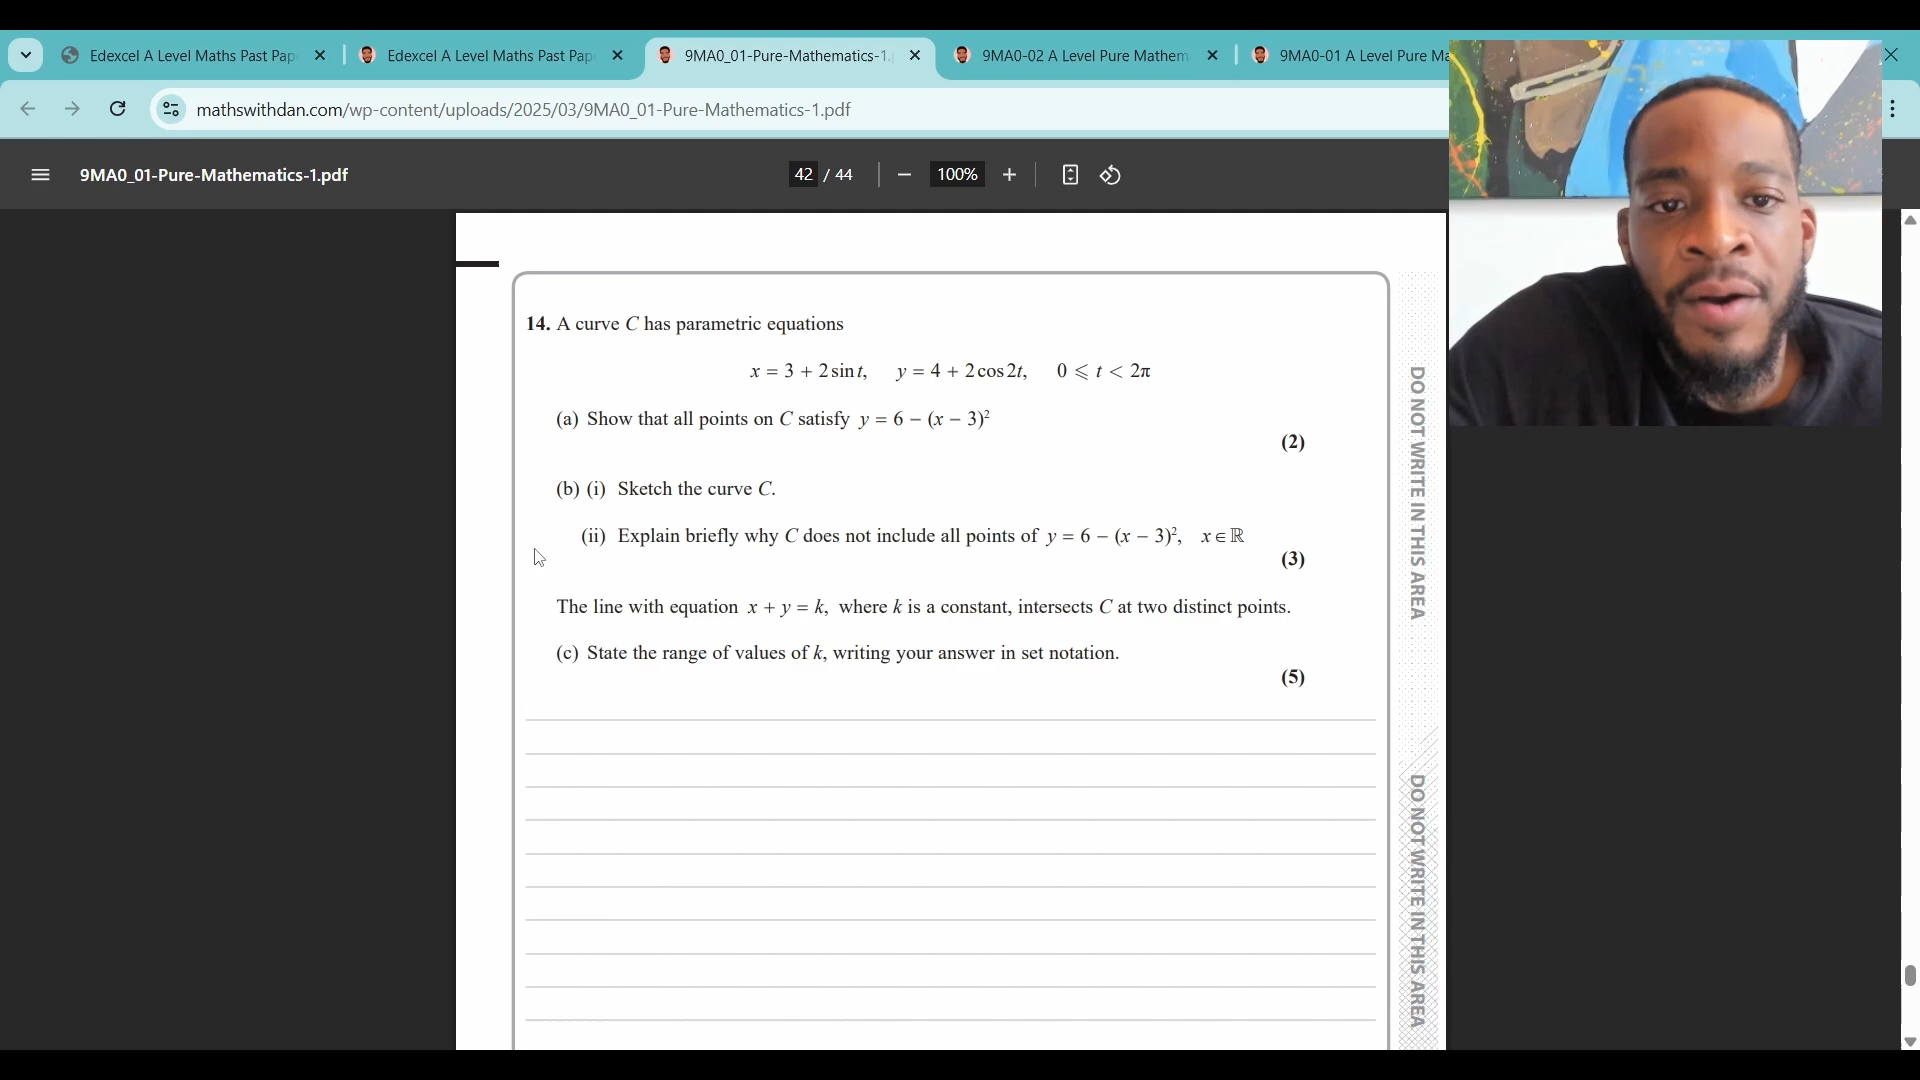 Edexcel A Level Maths Past Pap
Edexcel A Level Maths Past Pap
9MA0_01-Pure-Mathematics-1.
9MA0-02 A Level Pure Mathem
9MA0-01 A Level Pure Ma
mathswithdan.com/wp-content/uploads/2025/03/9MA0_01-Pure-Mathematics-1.pdf
9MA0_01-Pure-Mathematics-1.pdf
42 / 44
100%
14. A curve C has parametric equations
x = 3 + 2 sin t, y = 4 + 2 cos 2t, 0 ⩽ t < 2π
(a) Show that all points on C satisfy y = 6 − (x − 3)²
(2)
(b) (i) Sketch the curve C.
(ii) Explain briefly why C does not include all points of y = 6 − (x − 3)², x ∈ ℝ
(3)
The line with equation x + y = k, where k is a constant, intersects C at two distinct points.
(c) State the range of values of k, writing your answer in set notation.
(5)
DO NOT WRITE IN THIS AREA
DO NOT WRITE IN THIS AREA